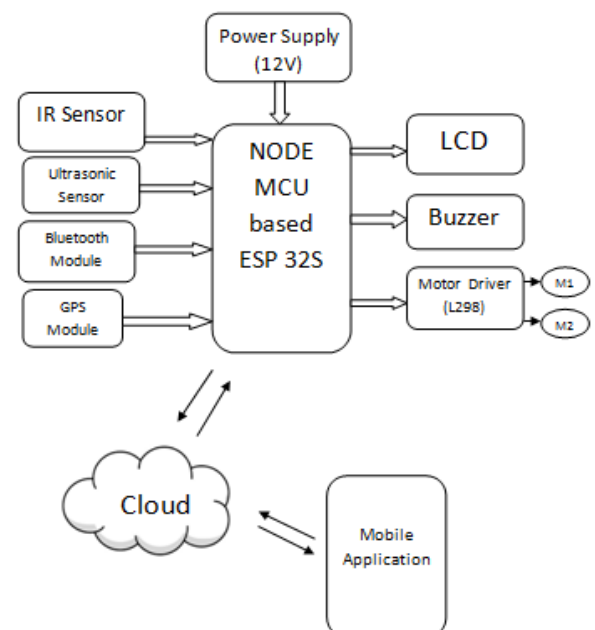 Power Supply
(12V)
IR Sensor
Ultrasonic
Sensor
Bluetooth
Module
GPS
Module
NODE
MCU
based
ESP 32S
LCD
Buzzer
Motor Driver
(L298)
M1
M2
Cloud
Mobile
Application